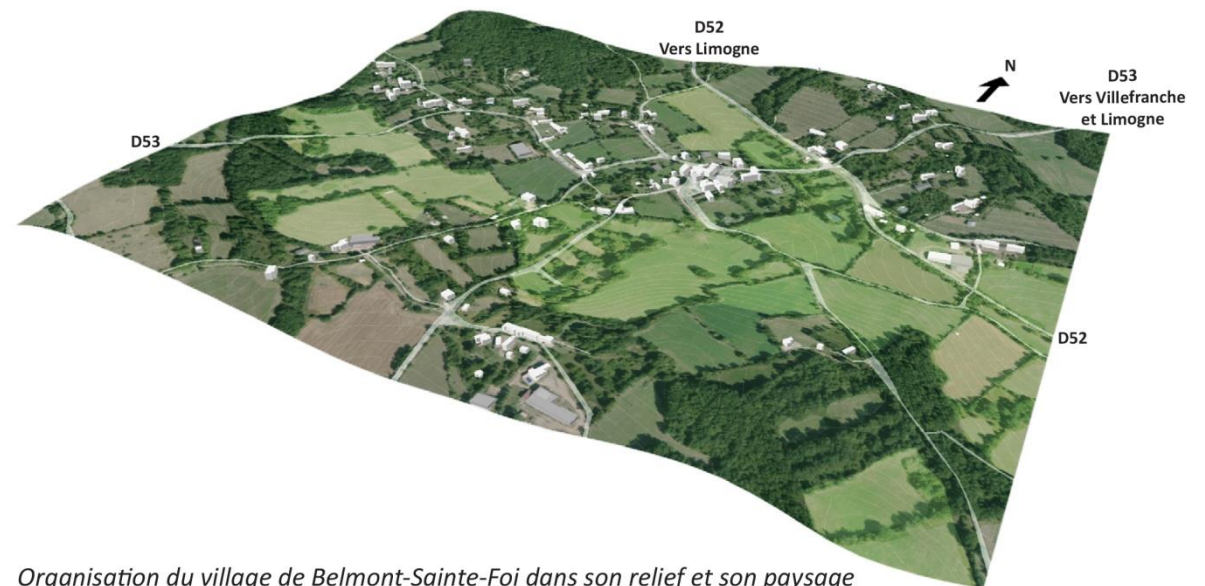 D52
Vers Limogne
N
D53
Vers Villefranche
et Limogne
D53
D52
Organisation du village de Belmont-Sainte-Foi dans son relief et son paysage